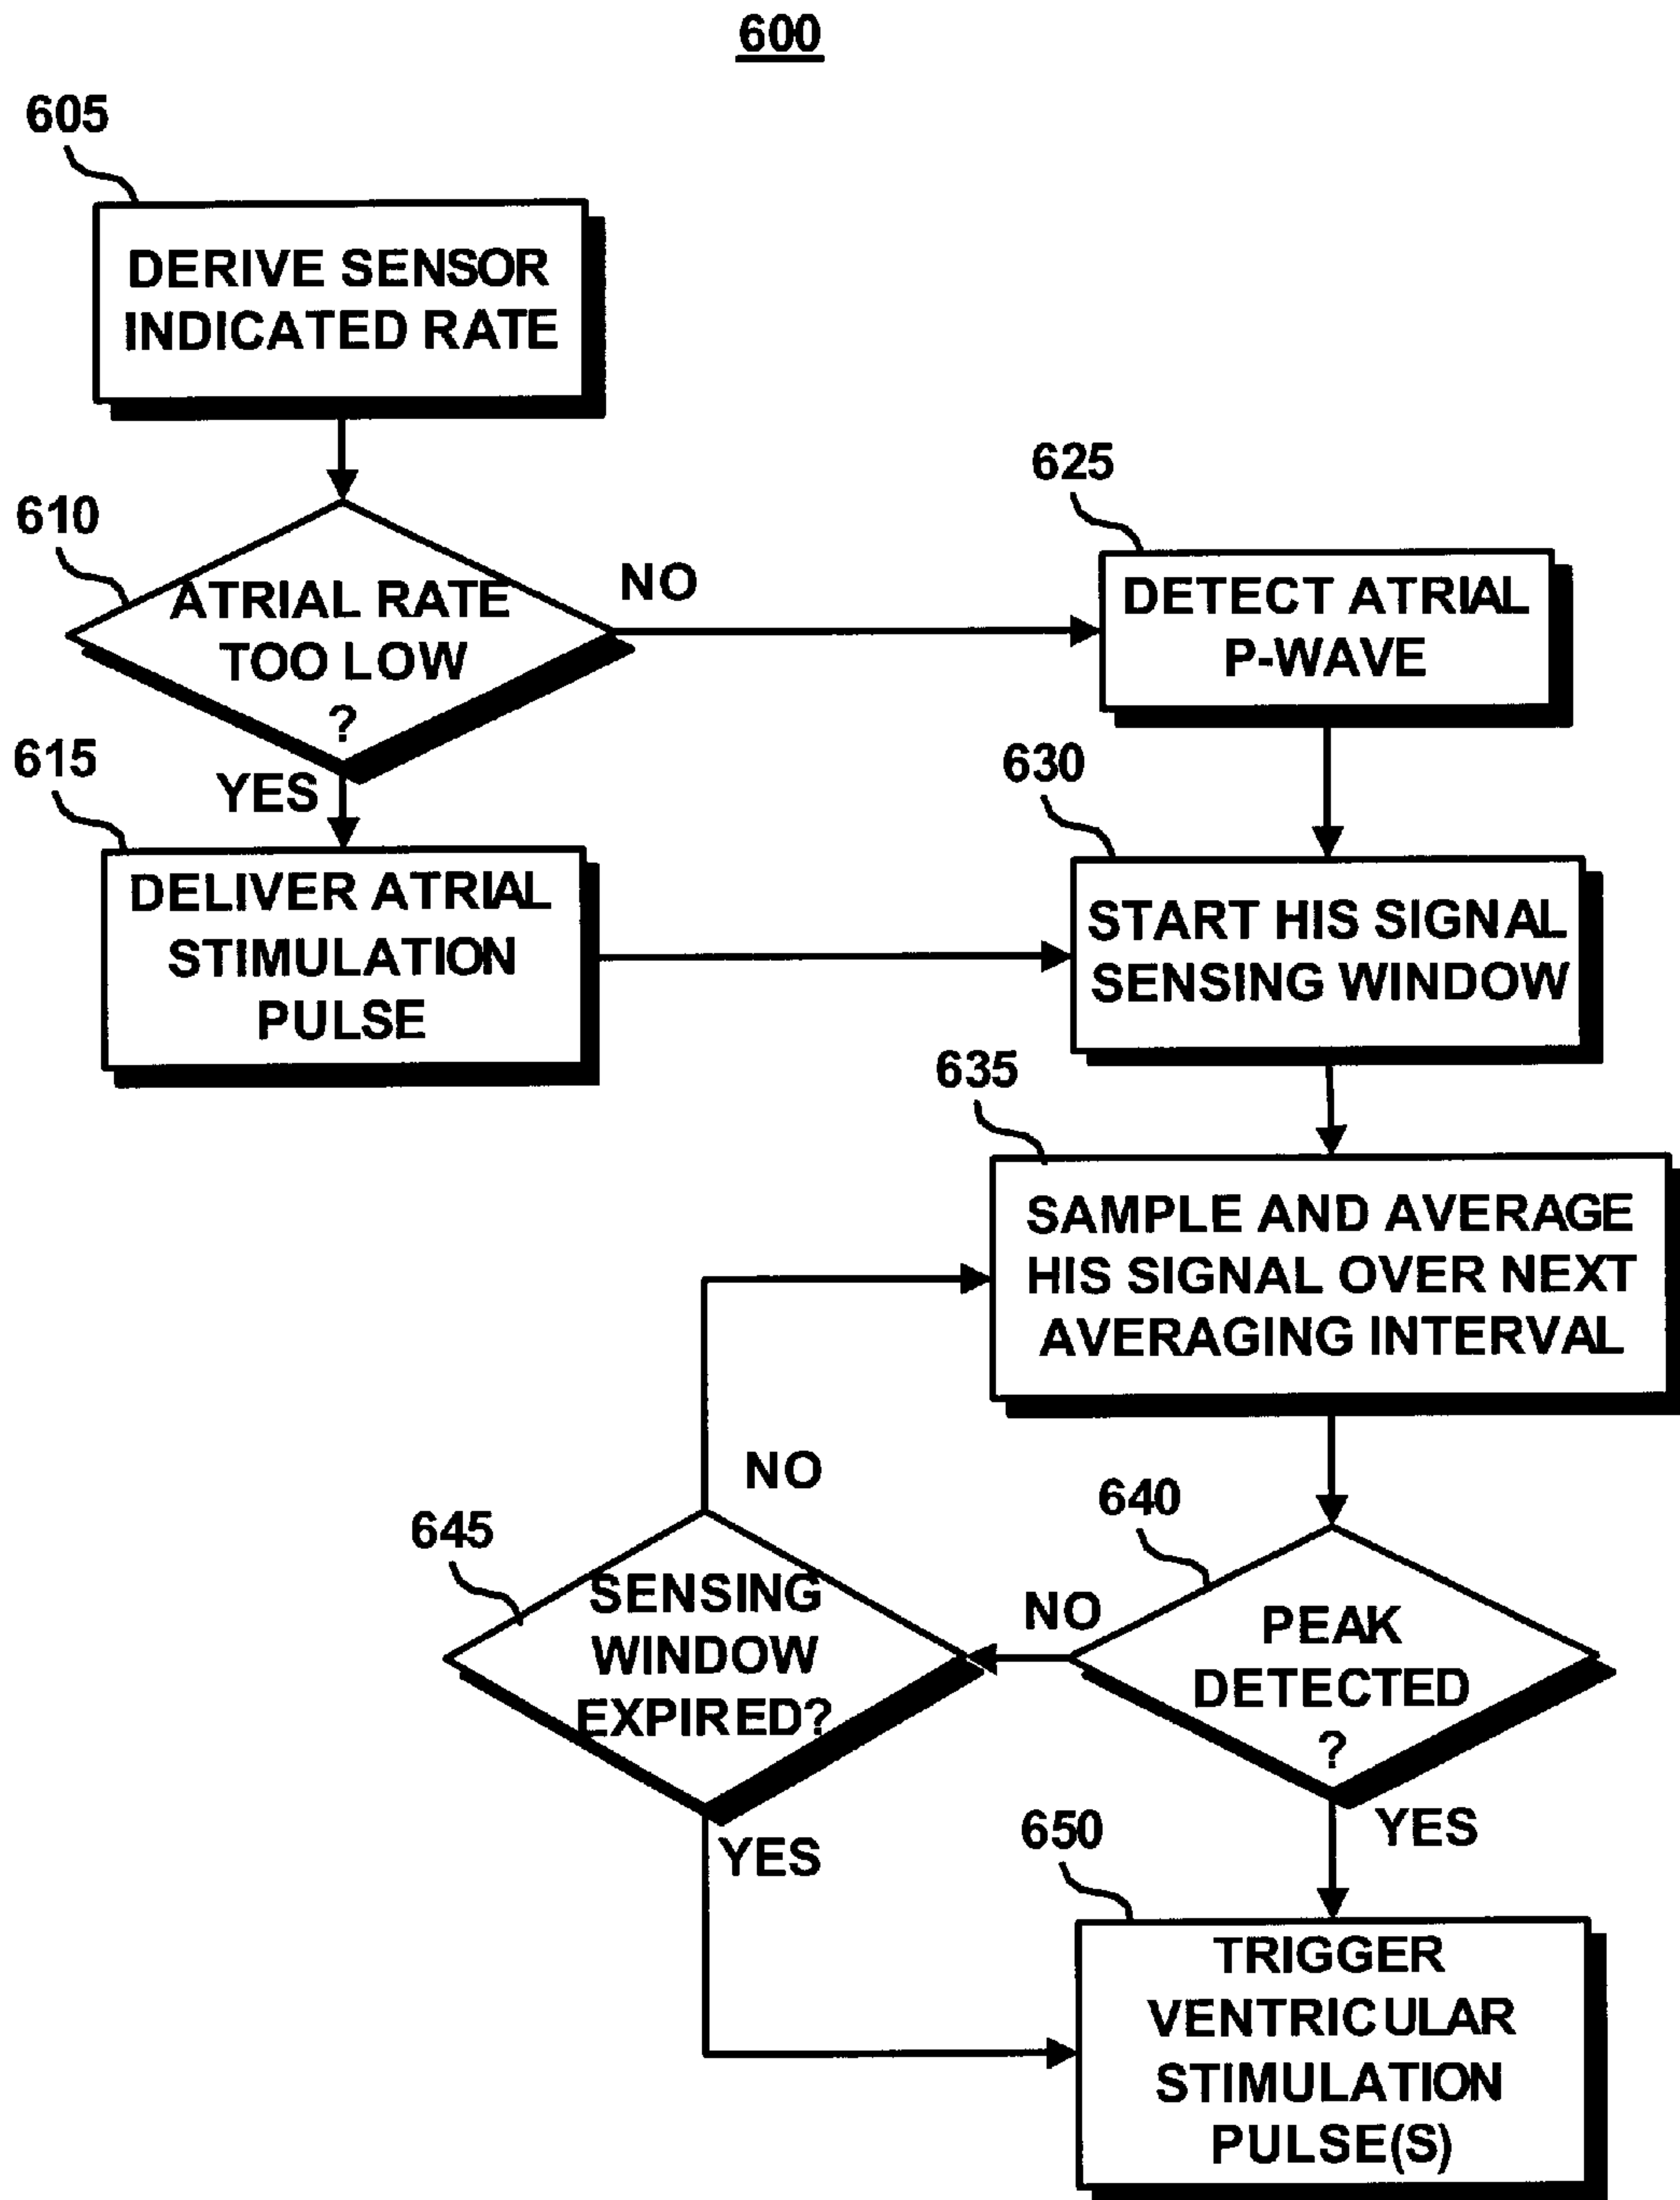 600
605
DERIVE SENSOR
INDICATED RATE
610
ATRIAL RATE
TOO LOW
?
NO
YES
615
DELIVER ATRIAL
STIMULATION
PULSE
625
DETECT ATRIAL
P-WAVE
630
START HIS SIGNAL
SENSING WINDOW
635
SAMPLE AND AVERAGE
HIS SIGNAL OVER NEXT
AVERAGING INTERVAL
640
PEAK
DETECTED
?
NO
YES
645
SENSING
WINDOW
EXPIRED?
NO
YES
650
TRIGGER
VENTRICULAR
STIMULATION
PULSE(S)